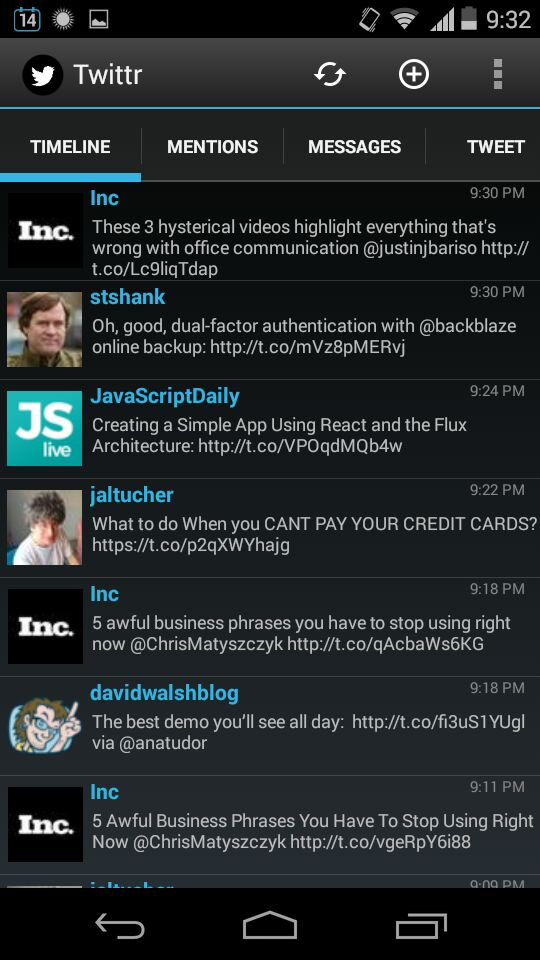 14
9:32
Twittr
TIMELINE
MENTIONS
MESSAGES
TWEET
Inc.
Inc
9:30 PM
These 3 hysterical videos highlight everything that's
wrong with office communication @justinjbariso http://
t.co/Lc9liqTdap
stshank
9:30 PM
Oh, good, dual-factor authentication with @backblaze
online backup: http://t.co/mVz8pMERvj
JS
live
JavaScriptDaily
9:24 PM
Creating a Simple App Using React and the Flux
Architecture: http://t.co/VPOqdMQb4w
jaltucher
9:22 PM
What to do When you CANT PAY YOUR CREDIT CARDS?
https://t.co/p2qXWYhajg
Inc.
Inc
9:18 PM
5 awful business phrases you have to stop using right
now @ChrisMatyszczyk http://t.co/qAcbaWs6KG
davidwalshblog
9:18 PM
The best demo you’ll see all day:  http://t.co/fi3uS1YUgl
via @anatudor
Inc.
Inc
9:11 PM
5 Awful Business Phrases You Have To Stop Using Right
Now @ChrisMatyszczyk http://t.co/vgeRpY6i88
jaltucher
9:09 PM